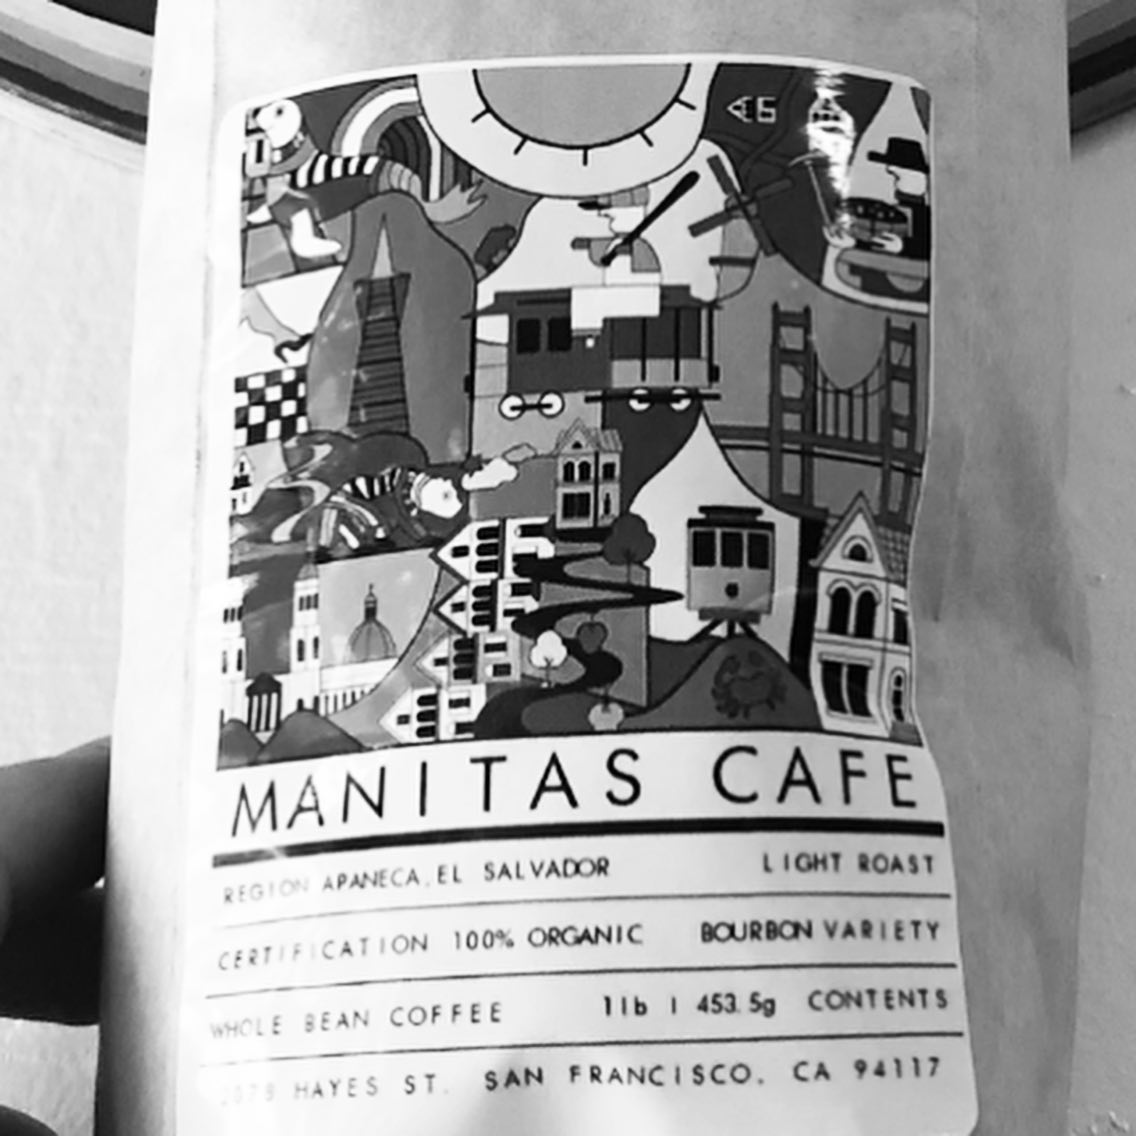 MANITAS CAFE
REGION APANECA, EL SALVADOR LIGHT ROAST
CERTIFICATION 100% ORGANIC BOURBON VARIETY
WHOLE BEAN COFFEE 1lb | 453.5g CONTENTS
HAYES ST. SAN FRANCISCO, CA 94117